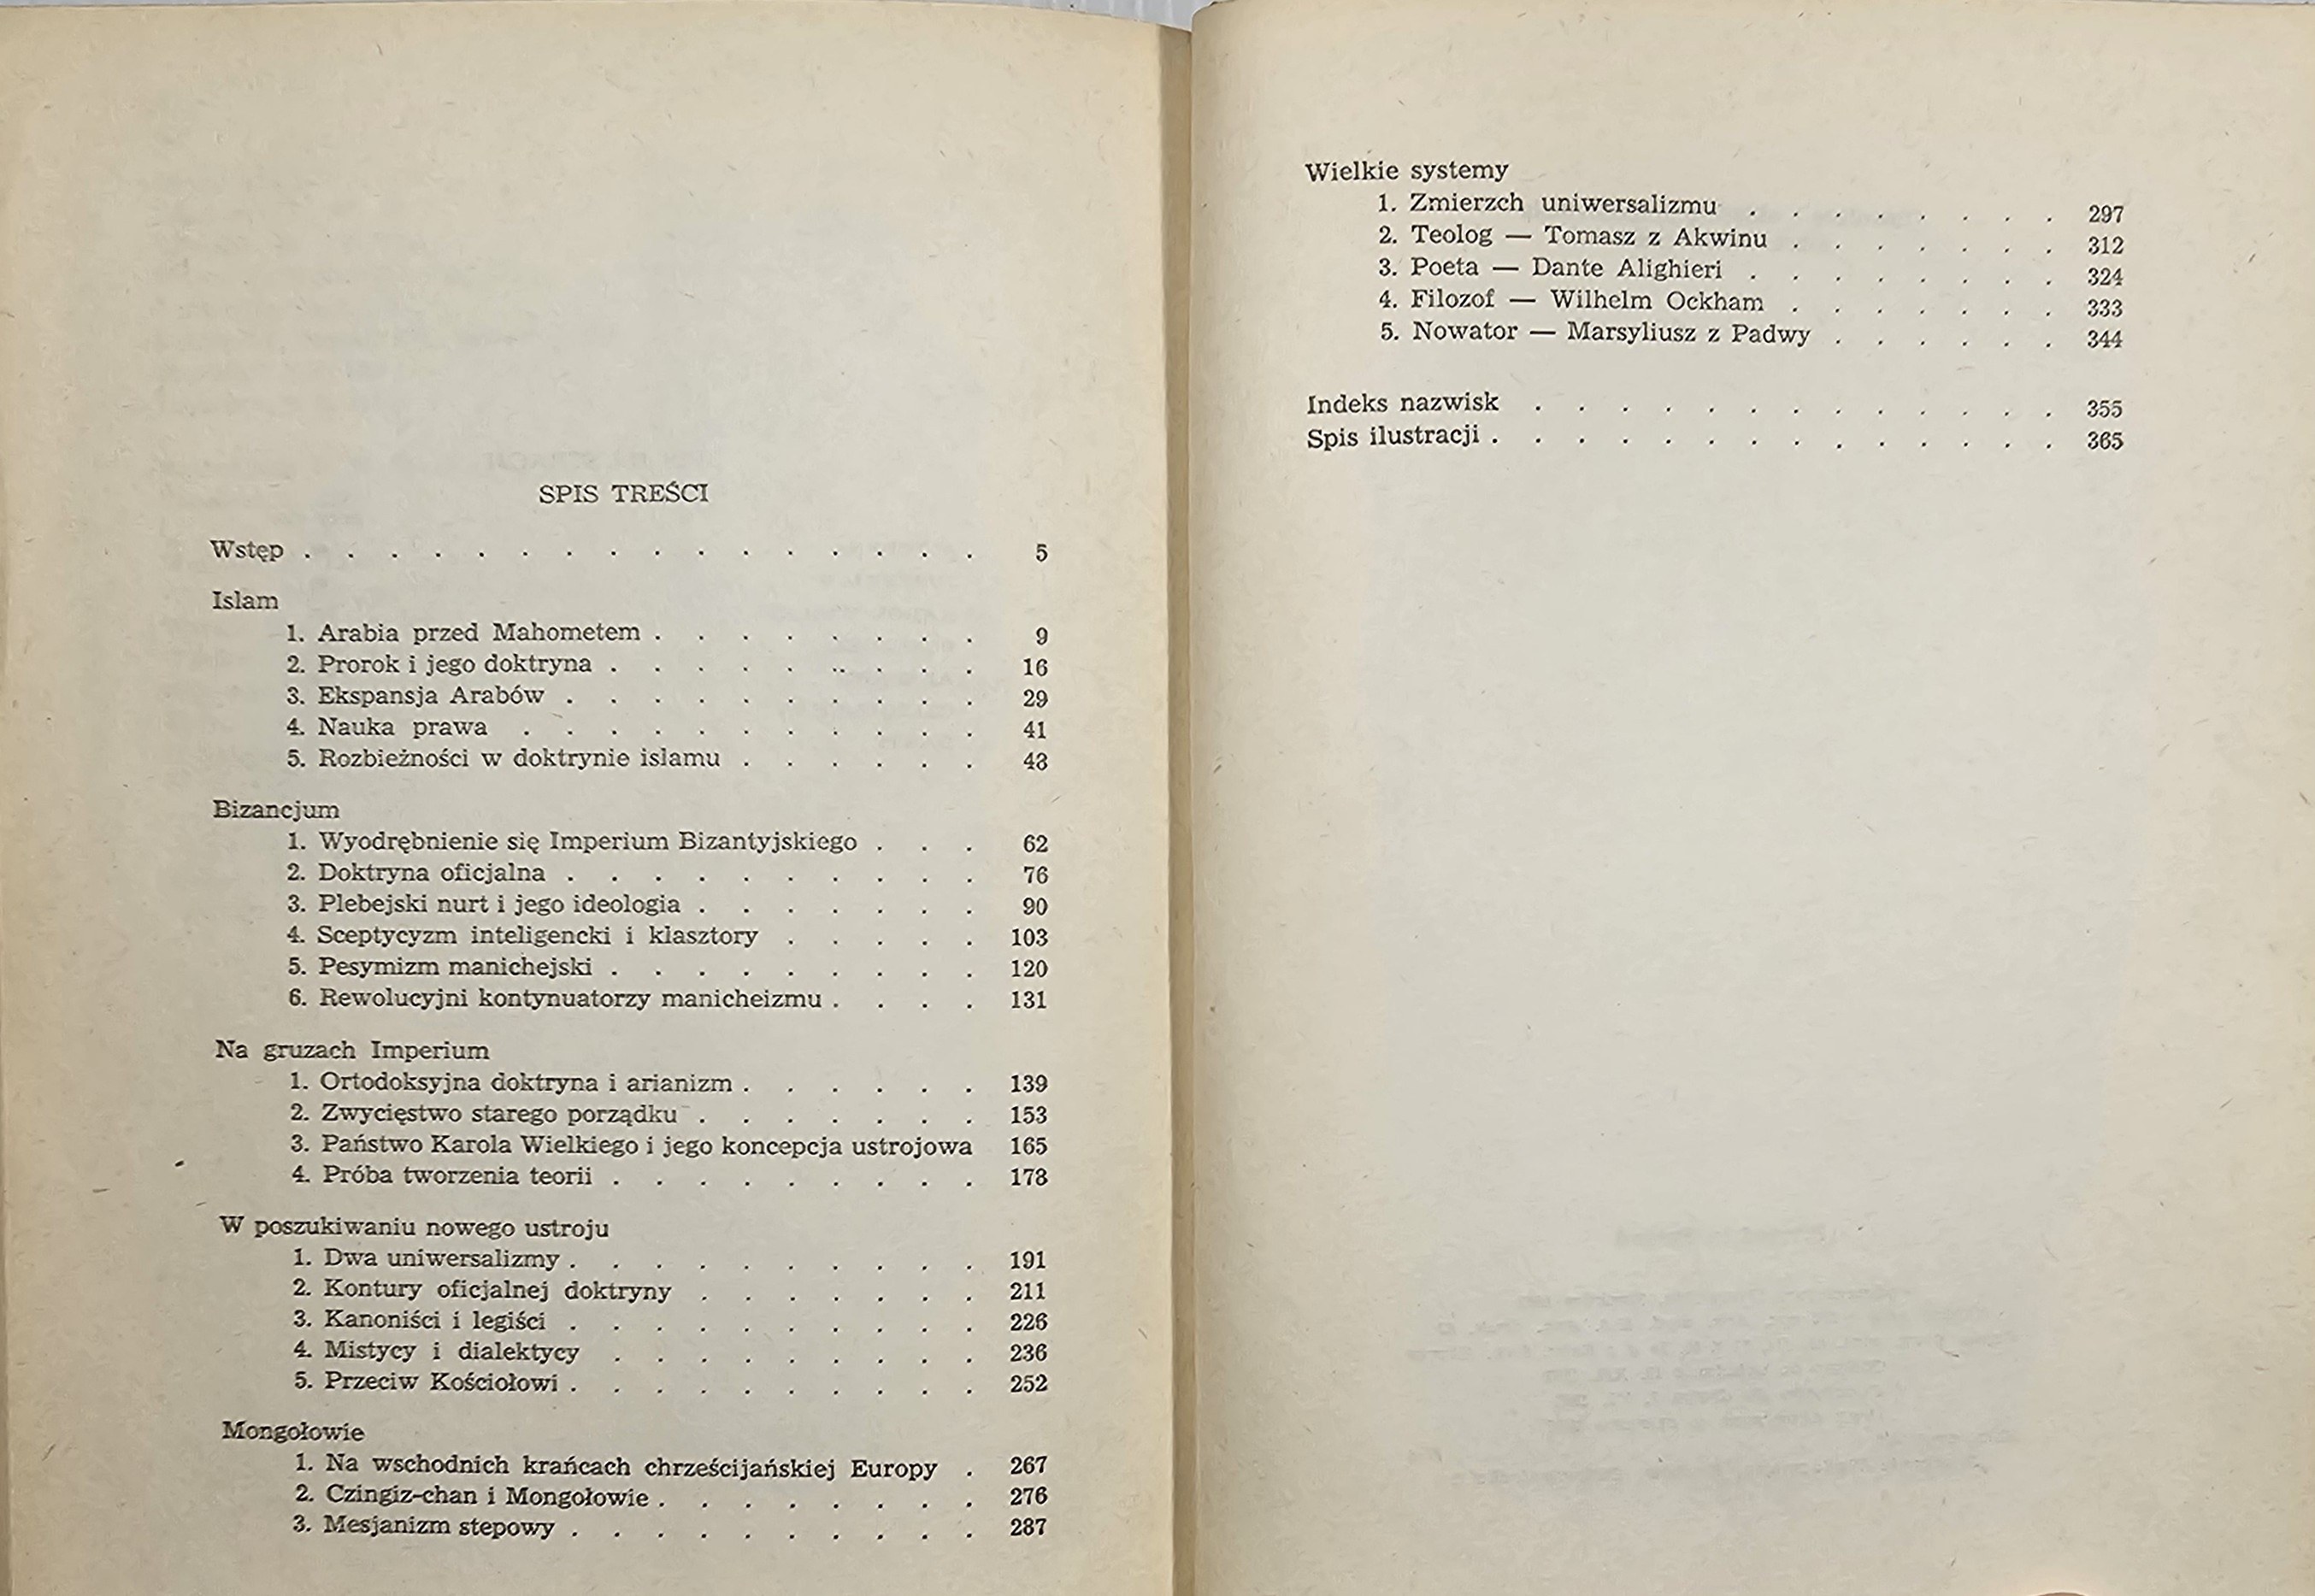 SPIS TREŚCI
Wstęp . . . . . . . . . . . . . . . . 5
Islam
1. Arabia przed Mahometem . . . . . . . . 9
2. Prorok i jego doktryna . . . . . . . . . 16
3. Ekspansja Arabów . . . . . . . . . . 29
4. Nauka prawa . . . . . . . . . . . 41
5. Rozbieżności w doktrynie islamu . . . . . . 43
Bizancjum
1. Wyodrębnienie się Imperium Bizantyjskiego . . . 62
2. Doktryna oficjalna . . . . . . . . . . 76
3. Plebejski nurt i jego ideologia . . . . . . . 90
4. Sceptycyzm inteligencki i klasztory . . . . . 103
5. Pesymizm manichejski . . . . . . . . . 120
6. Rewolucyjni kontynuatorzy manicheizmu . . . . 131
Na gruzach Imperium
1. Ortodoksyjna doktryna i arianizm . . . . . . 139
2. Zwycięstwo starego porządku . . . . . . . 153
3. Państwo Karola Wielkiego i jego koncepcja ustrojowa 165
4. Próba tworzenia teorii . . . . . . . . . 178
W poszukiwaniu nowego ustroju
1. Dwa uniwersalizmy . . . . . . . . . . 191
2. Kontury oficjalnej doktryny . . . . . . . 211
3. Kanoniści i legiści . . . . . . . . . . 226
4. Mistycy i dialektycy . . . . . . . . . 236
5. Przeciw Kościołowi . . . . . . . . . . 252
Mongołowie
1. Na wschodnich krańcach chrześcijańskiej Europy . 267
2. Czingiz-chan i Mongołowie . . . . . . . . 276
3. Mesjanizm stepowy . . . . . . . . . . 287
Wielkie systemy
1. Zmierzch uniwersalizmu . . . . . . . . 297
2. Teolog — Tomasz z Akwinu . . . . . . . 312
3. Poeta — Dante Alighieri . . . . . . . . 324
4. Filozof — Wilhelm Ockham . . . . . . . 333
5. Nowator — Marsyliusz z Padwy . . . . . . 344
Indeks nazwisk . . . . . . . . . . . . . 355
Spis ilustracji . . . . . . . . . . . . . . 365